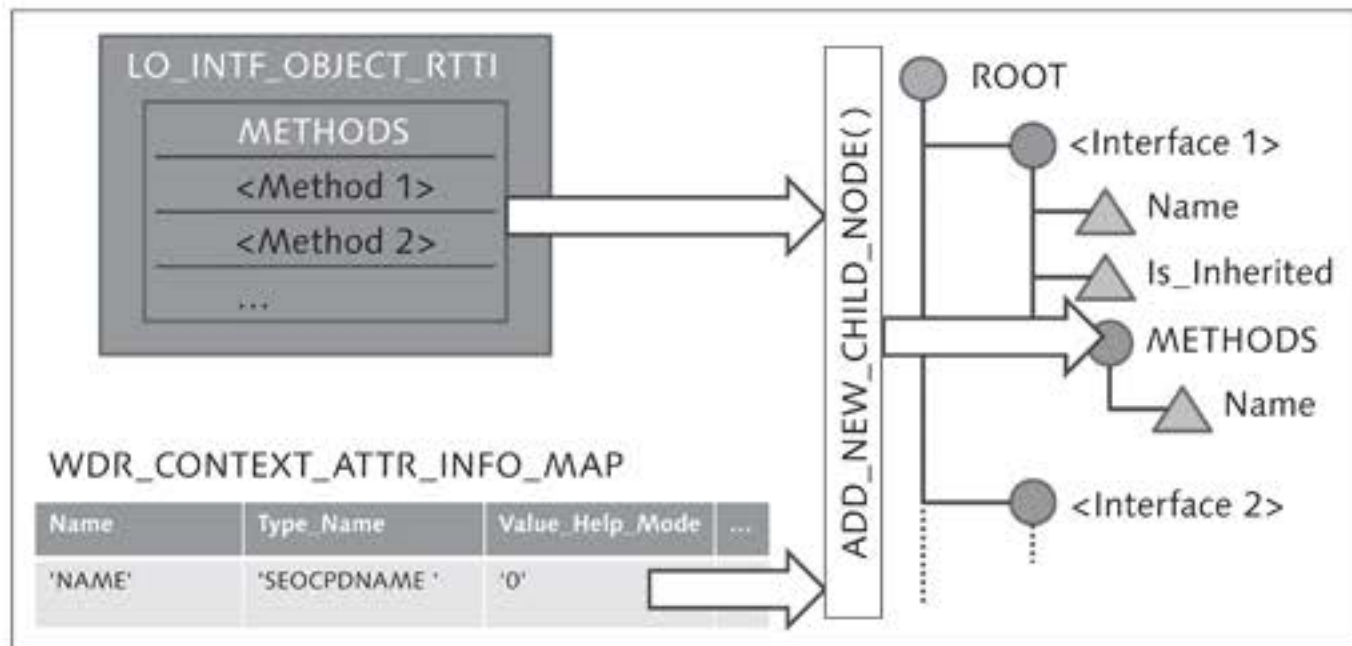 LO_INTF_OBJECT_RTTI
METHODS
<Method 1>
<Method 2>
...
WDR_CONTEXT_ATTR_INFO_MAP
Name Type_Name Value_Help_Mode ...
'NAME' 'SEOCPDNAME ' '0'
ADD_NEW_CHILD_NODE( )
ROOT
<Interface 1>
Name
Is_Inherited
METHODS
Name
<Interface 2>